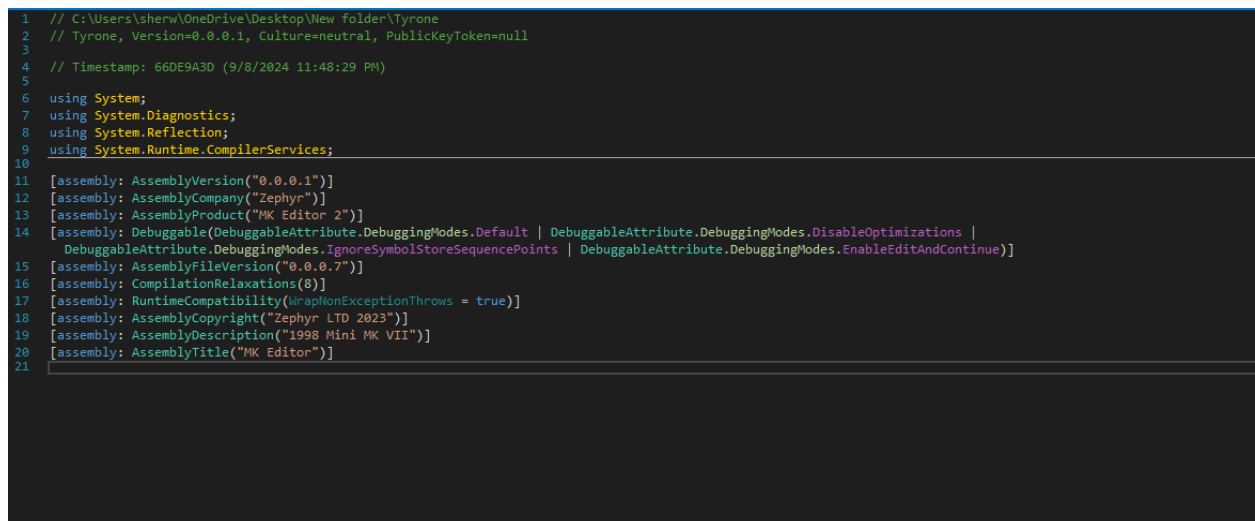 1 // C:\Users\sherw\OneDrive\Desktop\New folder\Tyrone
2 // Tyrone, Version=0.0.0.1, Culture=neutral, PublicKeyToken=null
3
4 // Timestamp: 66DE9A3D (9/8/2024 11:48:29 PM)
5
6 using System;
7 using System.Diagnostics;
8 using System.Reflection;
9 using System.Runtime.CompilerServices;
10
11 [assembly: AssemblyVersion("0.0.0.1")]
12 [assembly: AssemblyCompany("Zephyr")]
13 [assembly: AssemblyProduct("MK Editor 2")]
14 [assembly: Debuggable(DebuggableAttribute.DebuggingModes.Default | DebuggableAttribute.DebuggingModes.DisableOptimizations |
DebuggableAttribute.DebuggingModes.IgnoreSymbolStoreSequencePoints | DebuggableAttribute.DebuggingModes.EnableEditAndContinue)]
15 [assembly: AssemblyFileVersion("0.0.0.7")]
16 [assembly: CompilationRelaxations(8)]
17 [assembly: RuntimeCompatibility(WrapNonExceptionThrows = true)]
18 [assembly: AssemblyCopyright("Zephyr LTD 2023")]
19 [assembly: AssemblyDescription("1998 Mini MK VII")]
20 [assembly: AssemblyTitle("MK Editor")]
21